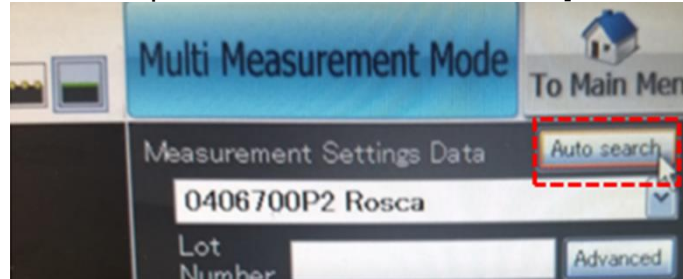 Multi Measurement Mode
To Main Men
Measurement Settings Data
Auto search
0406700P2 Rosca
Lot
Number
Advanced